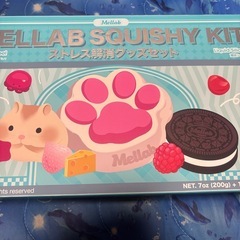 Mellab
MELLAB SQUISHY KIT
ストレス解消グッズセット
Mellab
rights reserved
NET. 7oz (200g) +